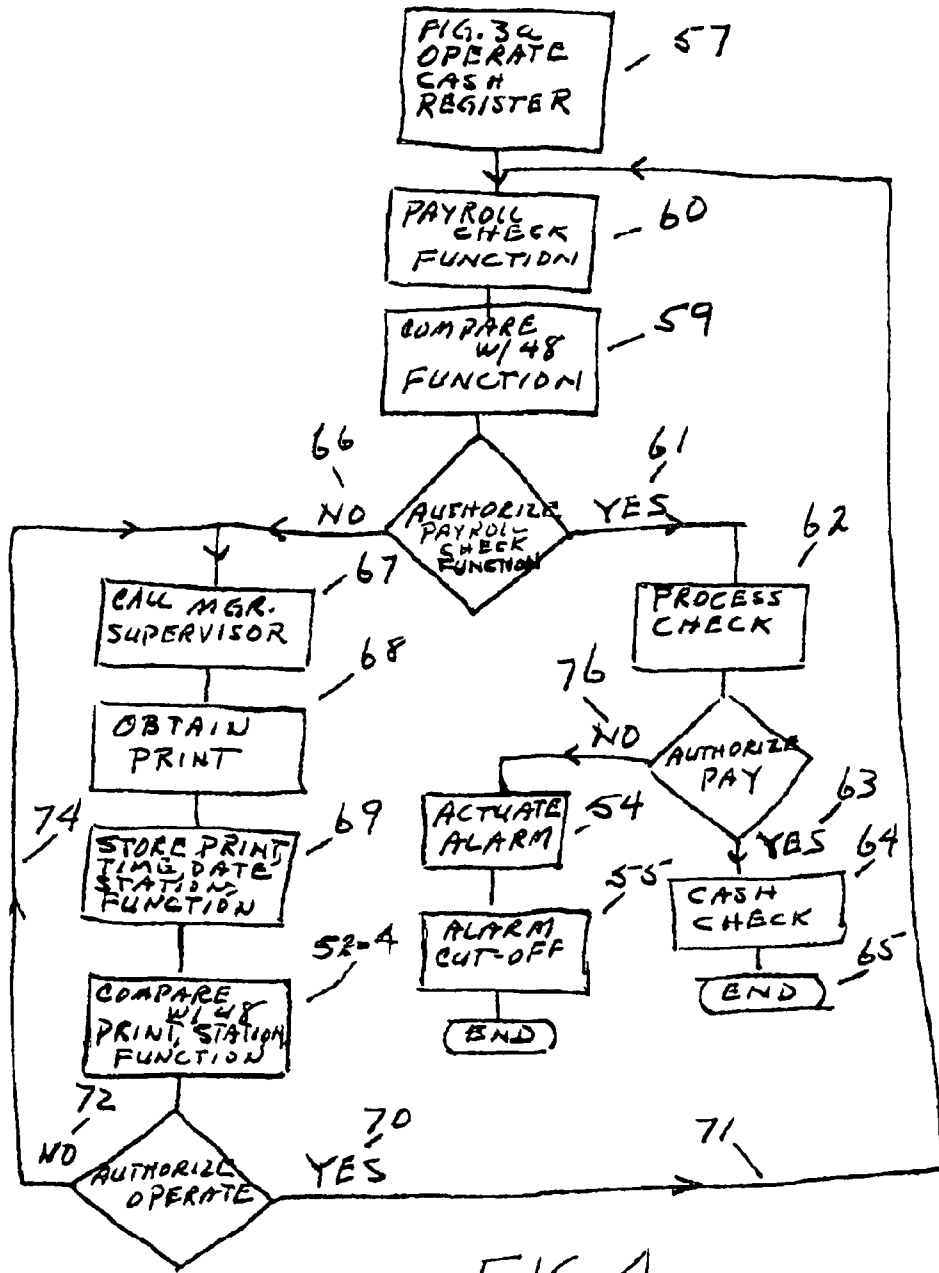 FIG. 3a
OPERATE
CASH
REGISTER
57
PAYROLL
CHECK
FUNCTION
60
COMPARE
W/ 48
FUNCTION
59
66
NO
AUTHORIZE
PAYROLL
CHECK
FUNCTION
61
YES
62
PROCESS
CHECK
67
CALL MGR.
SUPERVISOR
68
OBTAIN
PRINT
76
NO
AUTHORIZE
PAY
63
YES
74
69
STORE PRINT,
TIME, DATE
STATION,
FUNCTION
ACTUATE
ALARM
54
64
CASH
CHECK
55
ALARM
CUT-OFF
65
END
END
52-4
COMPARE
W/ 48
PRINT, STATION,
FUNCTION
72
NO
AUTHORIZE
OPERATE
70
YES
71
FIG. 4